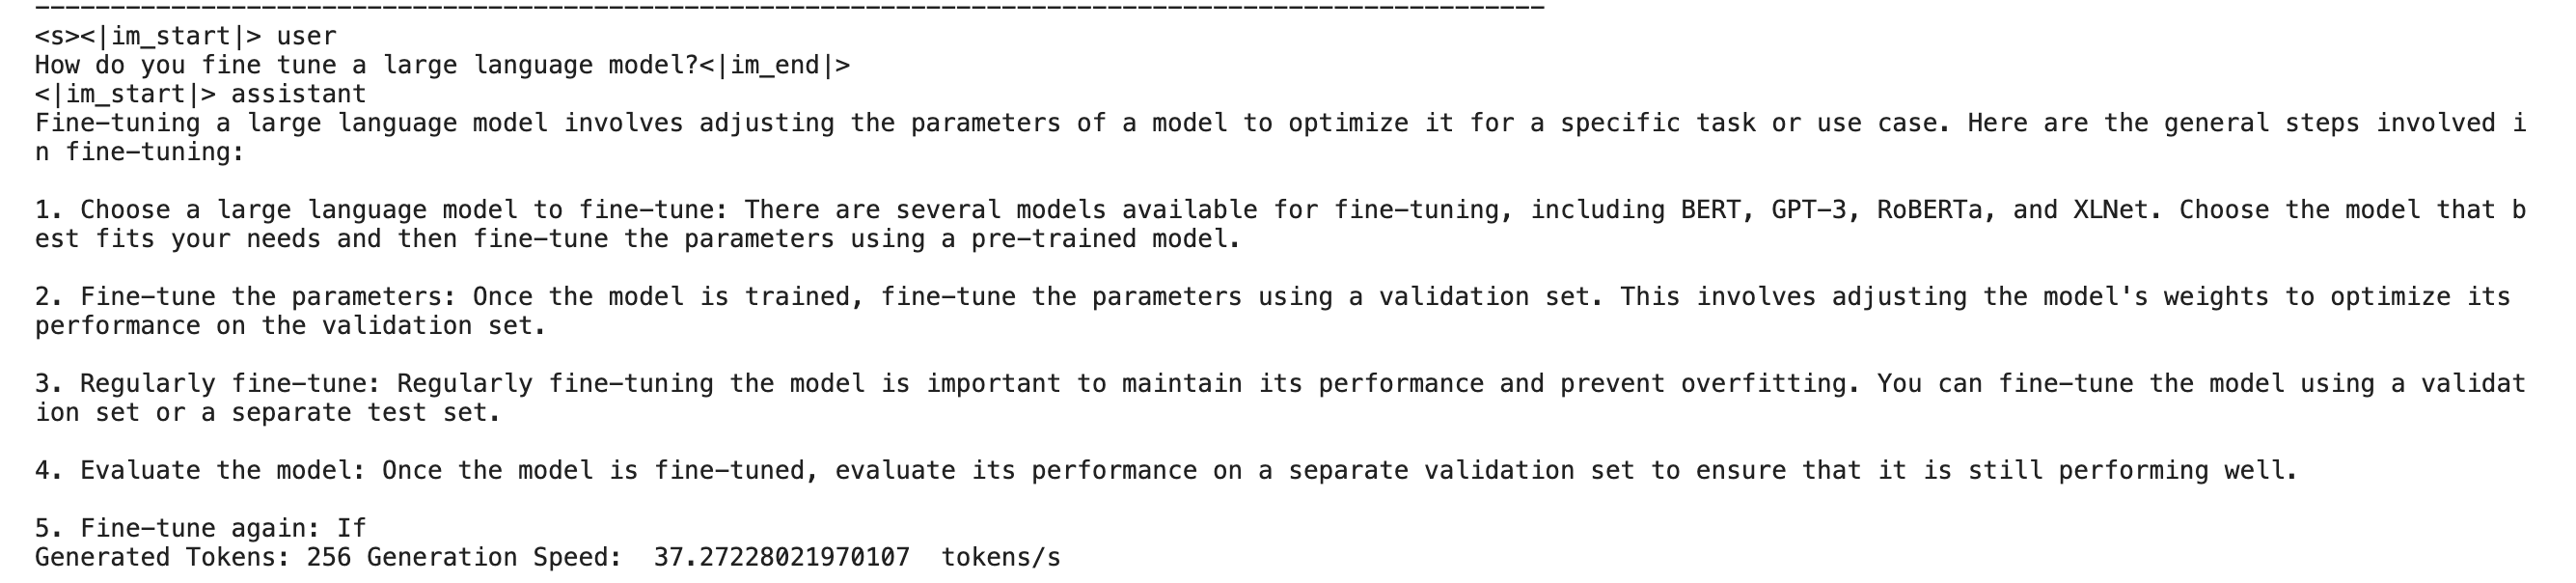 <s><|im_start|> user
How do you fine tune a large language model?<|im_end|>
<|im_start|> assistant
Fine-tuning a large language model involves adjusting the parameters of a model to optimize it for a specific task or use case. Here are the general steps involved i
n fine-tuning:
1. Choose a large language model to fine-tune: There are several models available for fine-tuning, including BERT, GPT-3, RoBERTa, and XLNet. Choose the model that b
est fits your needs and then fine-tune the parameters using a pre-trained model.
2. Fine-tune the parameters: Once the model is trained, fine-tune the parameters using a validation set. This involves adjusting the model's weights to optimize its
performance on the validation set.
3. Regularly fine-tune: Regularly fine-tuning the model is important to maintain its performance and prevent overfitting. You can fine-tune the model using a validat
ion set or a separate test set.
4. Evaluate the model: Once the model is fine-tuned, evaluate its performance on a separate validation set to ensure that it is still performing well.
5. Fine-tune again: If
Generated Tokens: 256 Generation Speed:  37.27228021970107  tokens/s